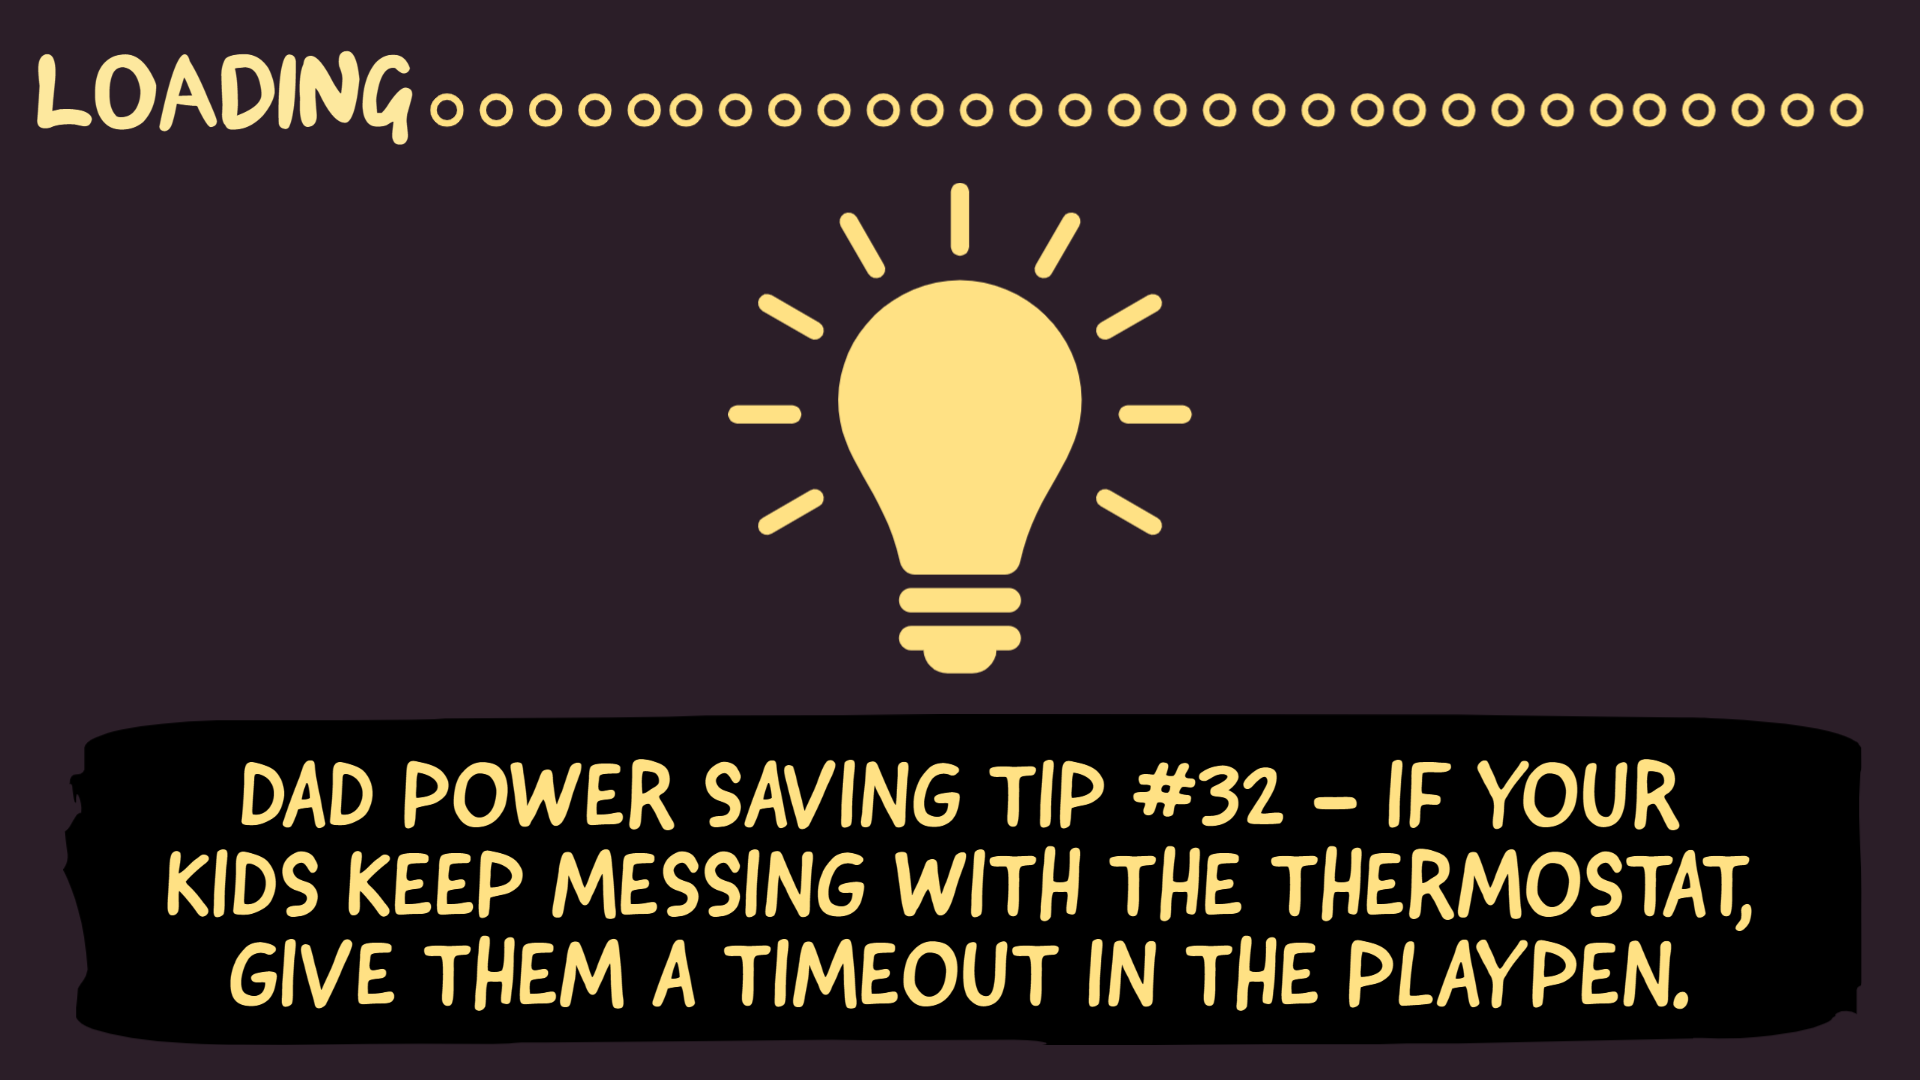 LOADING
DAD POWER SAVING TIP #32 – IF YOUR
KIDS KEEP MESSING WITH THE THERMOSTAT,
GIVE THEM A TIMEOUT IN THE PLAYPEN.